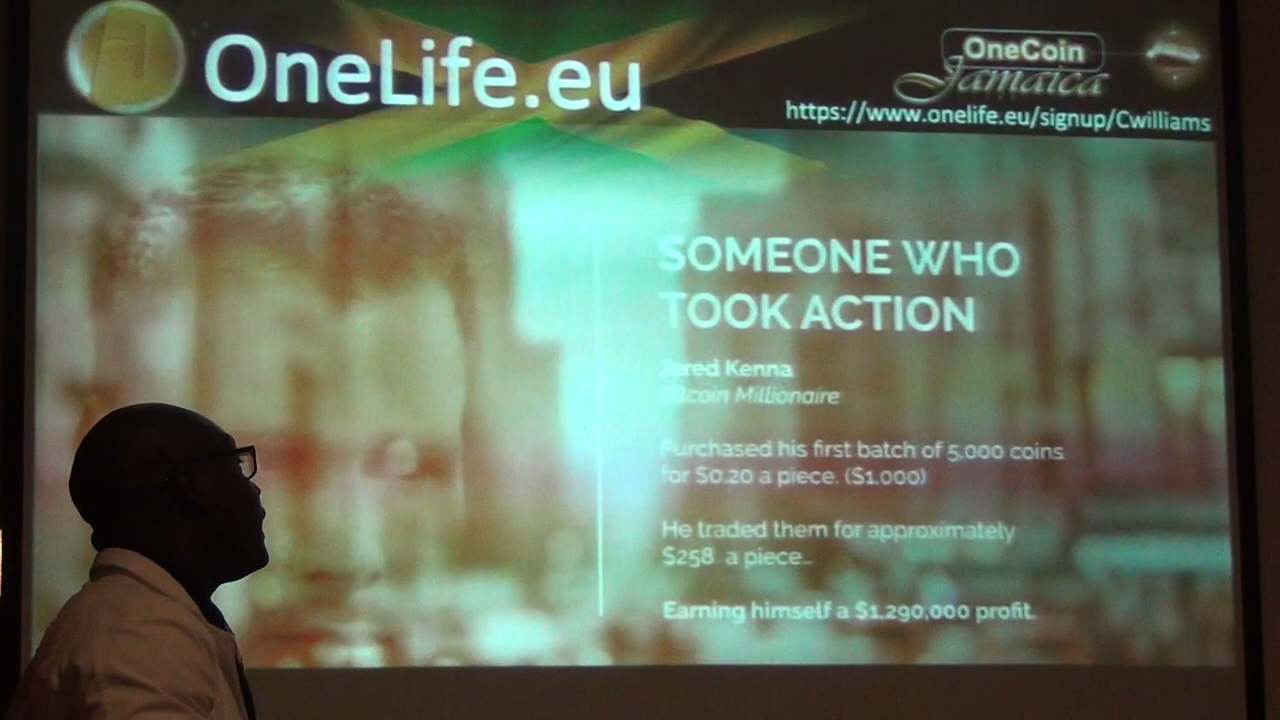 OneLife.eu
OneCoin
Jamaica
https://www.onelife.eu/signup/Cwilliams
SOMEONE WHO
TOOK ACTION
Jered Kenna
Bitcoin Millionaire
Purchased his first batch of 5,000 coins
for $0.20 a piece. ($1,000)
He traded them for approximately
$258 a piece...
Earning himself a $1,290,000 profit.